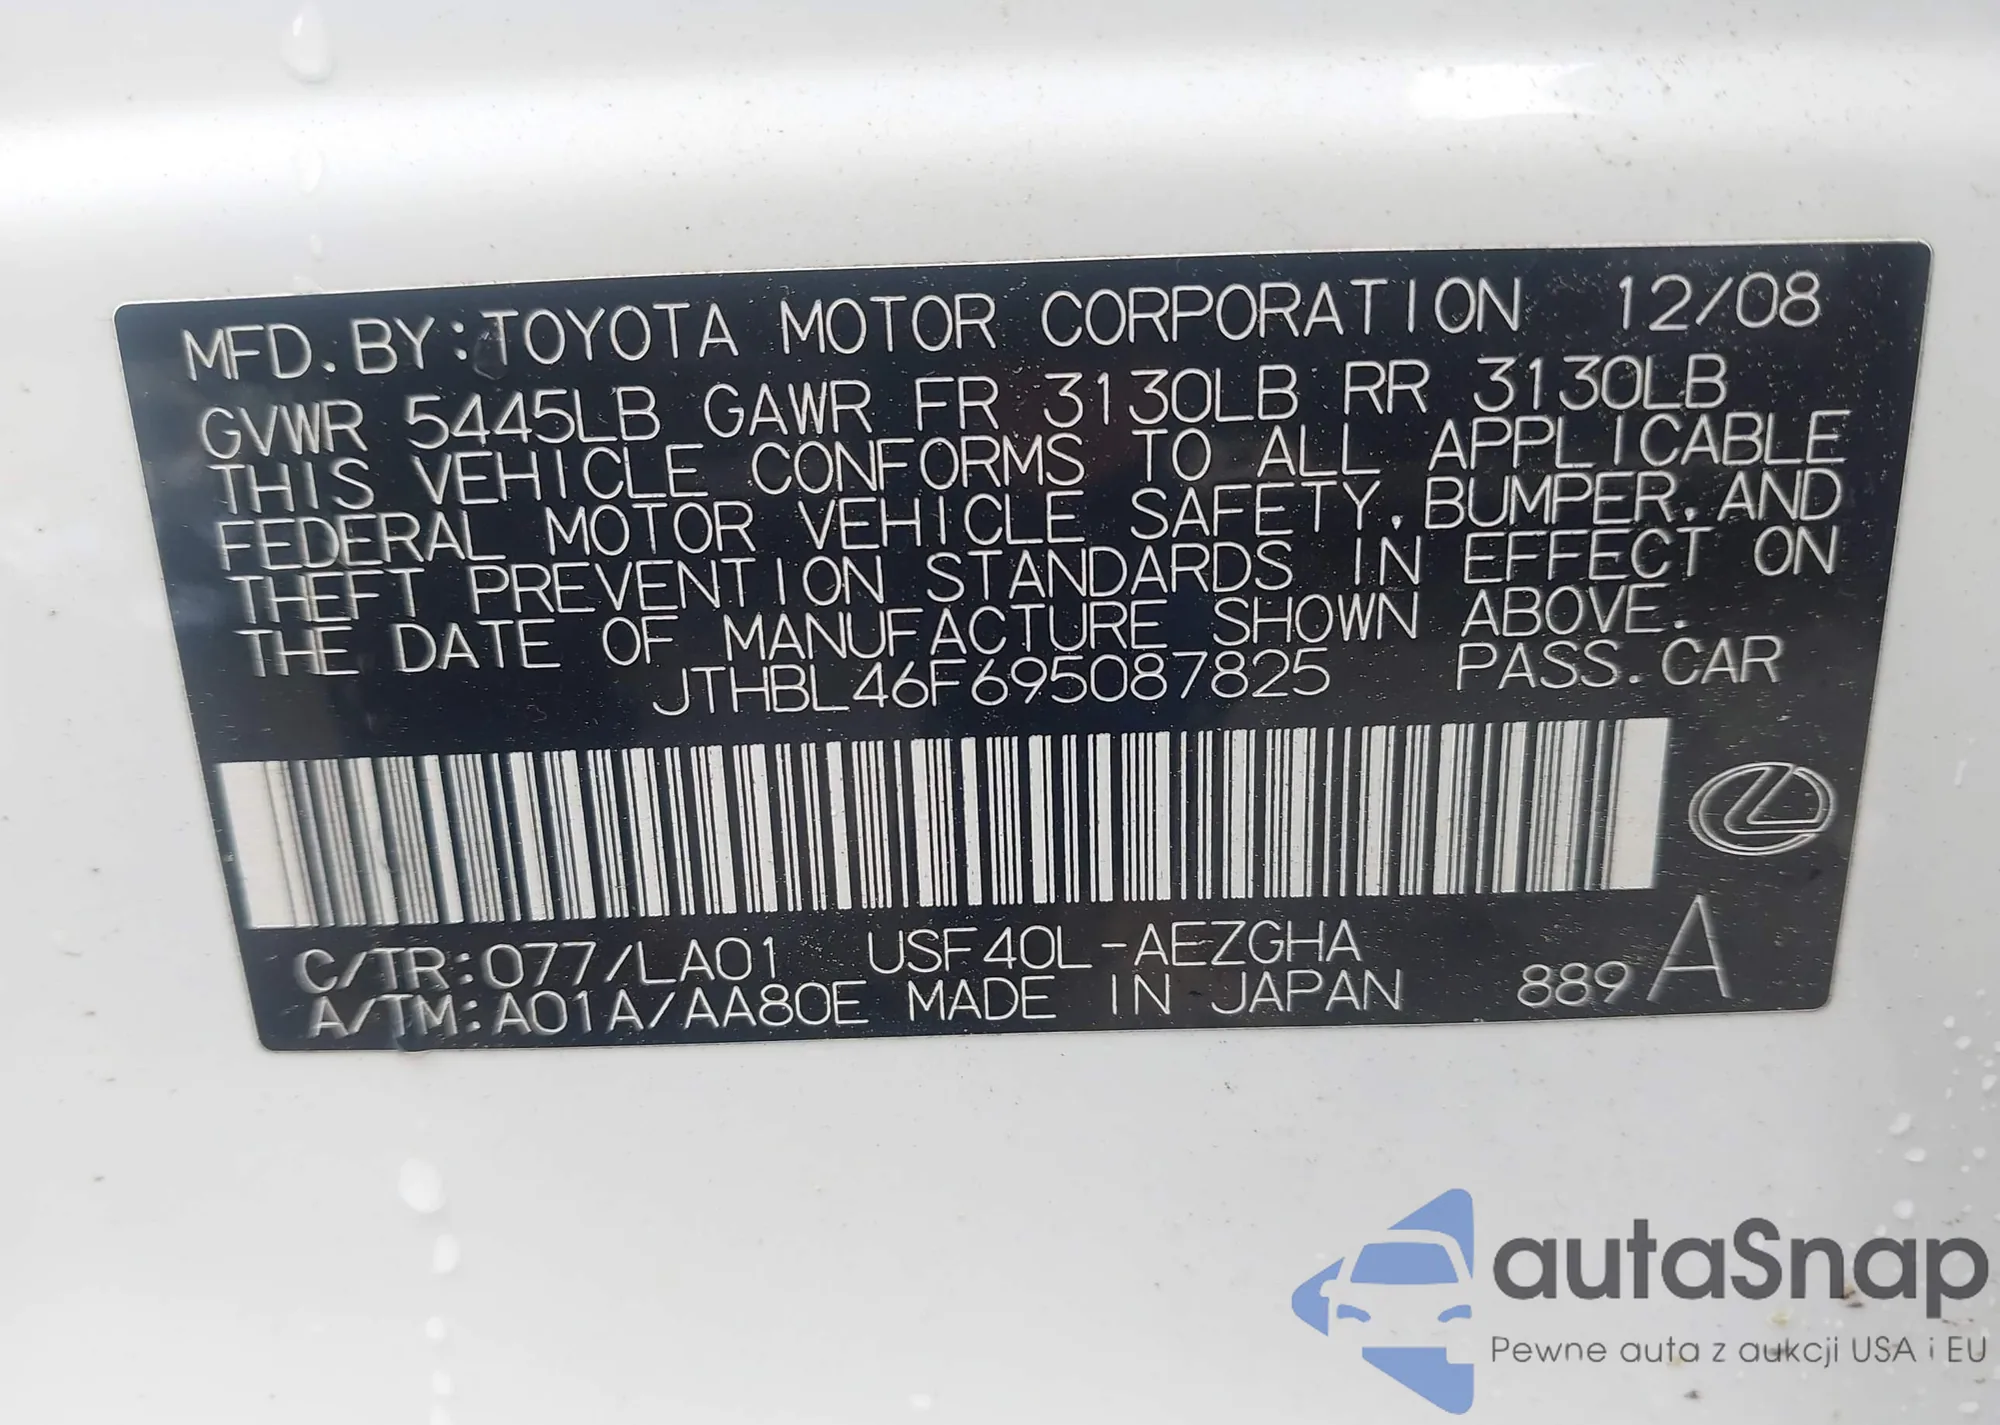 MFD. BY: TOYOTA MOTOR CORPORATION 12/08
GVWR 5445LB GAWR FR 3130LB RR 3130LB
THIS VEHICLE CONFORMS TO ALL APPLICABLE
FEDERAL MOTOR VEHICLE SAFETY, BUMPER, AND
THEFT PREVENTION STANDARDS IN EFFECT ON
THE DATE OF MANUFACTURE SHOWN ABOVE.
JTHBL46F695087825 PASS. CAR
C/TR:077/LA01 USF40L-AEZGHA
A/TM:A01A/AA80E MADE IN JAPAN 889 A
autaSnap
Pewne auta z aukcji USA i EU